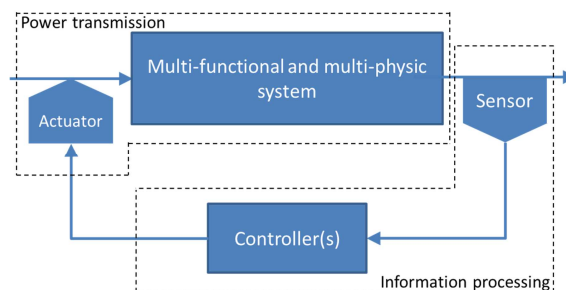 Power transmission
Multi-functional and multi-physic
system
Actuator
Sensor
Controller(s)
Information processing